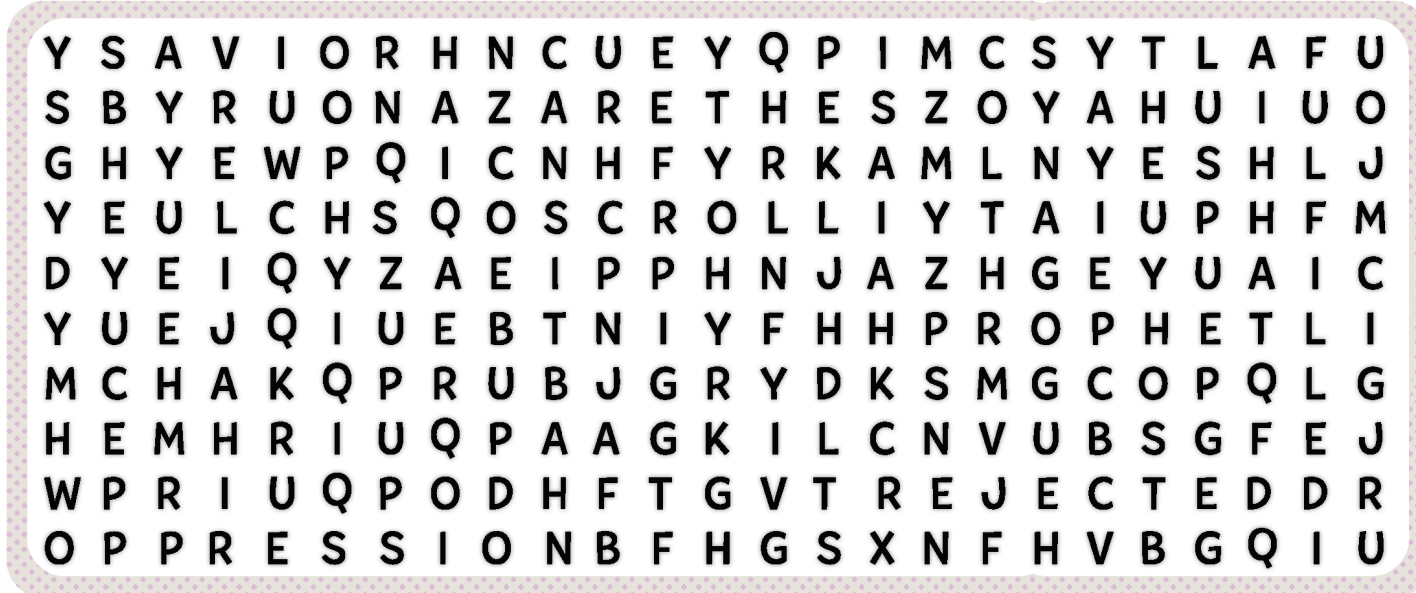 Y S A V I O R H N C U E Y Q P I M C S Y T L A F U
S B Y R U O N A Z A R E T H E S Z O Y A H U I U O
G H Y E W P Q I C N H F Y R K A M L N Y E S H L J
Y E U L C H S Q O S C R O L L I Y T A I U P H F M
D Y E I Q Y Z A E I P P H N J A Z H G E Y U A I C
Y U E J Q I U E B T N I Y F H H P R O P H E T L I
M C H A K Q P R U B J G R Y D K S M G C O P Q L G
H E M H R I U Q P A A G K I L C N V U B S G F E J
W P R I U Q P O D H F T G V T R E J E C T E D D R
O P P R E S S I O N B F H G S X N F H V B G Q I U